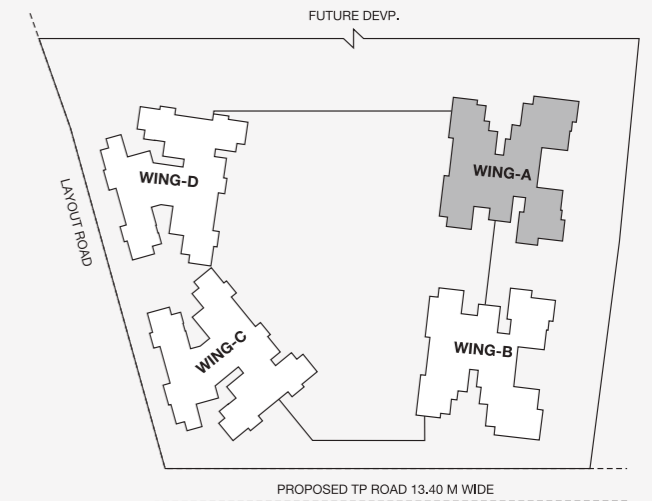 FUTURE DEVP.
WING-D
WING-A
LAYOUT ROAD
WING-C
WING-B
PROPOSED TP ROAD 13.40 M WIDE